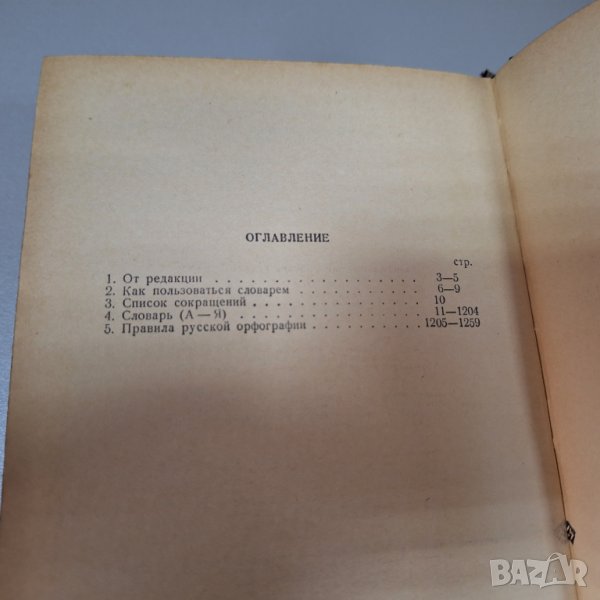 ОГЛАВЛЕНИЕ
стр.
1. От редакции . . . . . . . . . . . . . . . 3—5
2. Как пользоваться словарем . . . . . . . . . 6—9
3. Список сокращений . . . . . . . . . . . . 10
4. Словарь (А — Я) . . . . . . . . . . . . . 11—1204
5. Правила русской орфографии . . . . . . . . 1205—1259
BAZAR